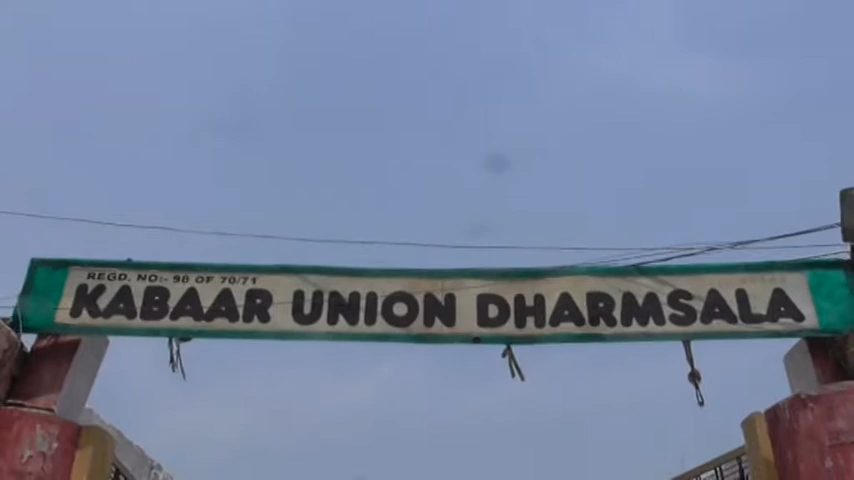 REGD. NO:- 98 OF 70/71
KABAAR UNION DHARMSALA